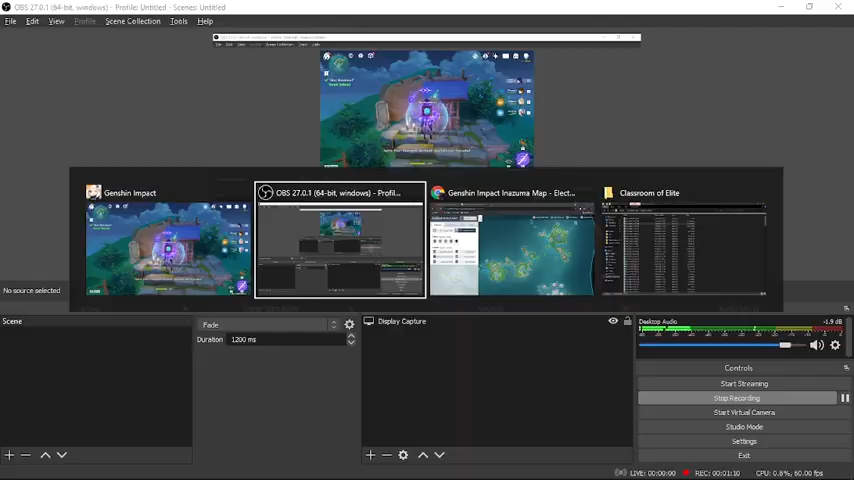 OBS 27.0.1 (64-bit, windows) - Profile: Untitled - Scenes: Untitled
File Edit View Profile Scene Collection Tools Help
Genshin Impact
OBS 27.0.1 (64-bit, windows) - Profil...
Genshin Impact Inazuma Map - Elect...
Classroom of Elite
No source selected
Scene
Fade
Duration 1200 ms
Display Capture
Desktop Audio -1.9 dB
Controls
Start Streaming
Stop Recording
Start Virtual Camera
Studio Mode
Settings
Exit
LIVE: 00:00:00 REC: 00:01:10 CPU: 0.8%, 60.00 fps